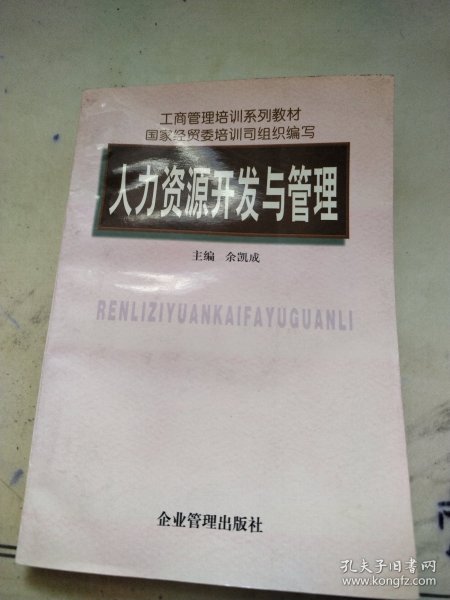 工商管理培训系列教材
国家经贸委培训司组织编写
人力资源开发与管理
主编 余凯成
RENLIZIYUANKAIFAYUGUANLI
企业管理出版社
孔夫子旧书网
www.kongfz.com